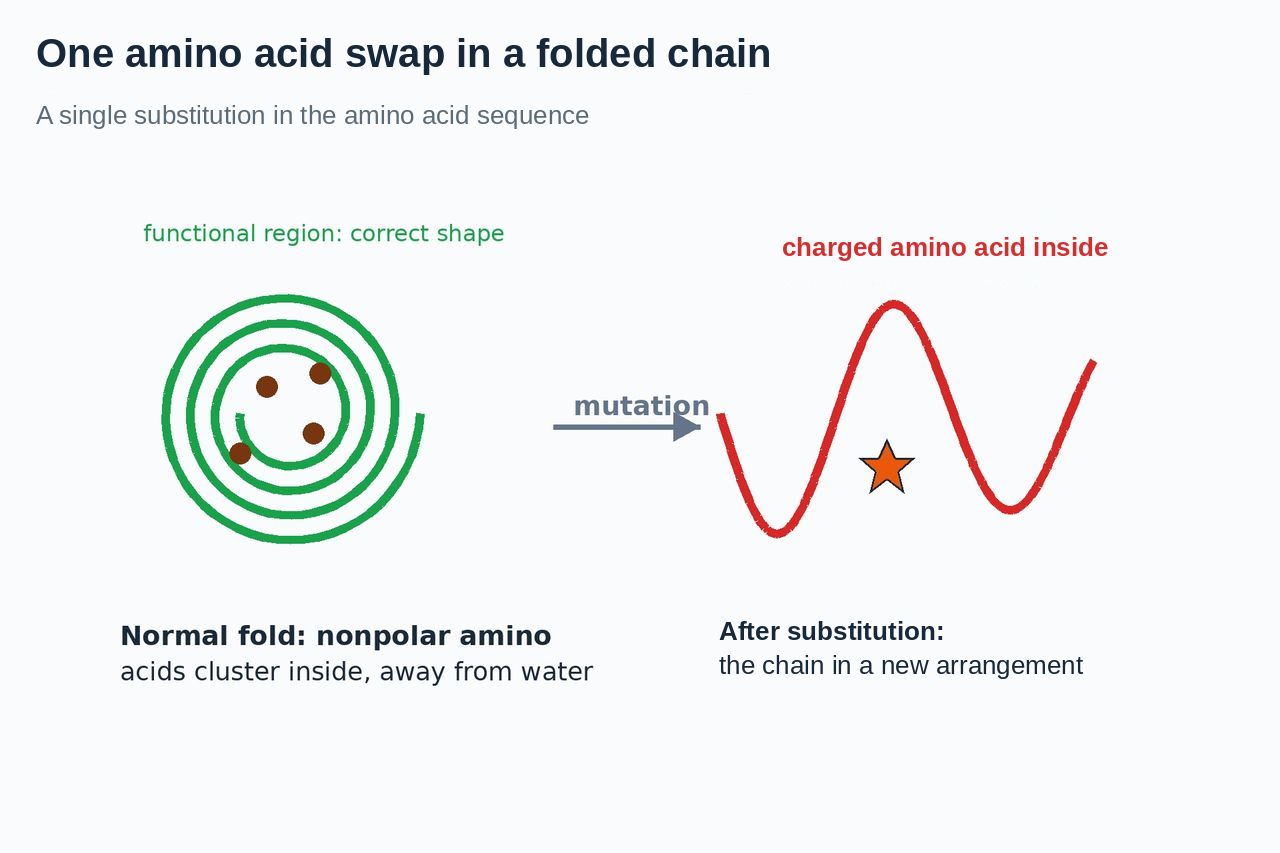 One amino acid swap in a folded chain
A single substitution in the amino acid sequence
functional region: correct shape
charged amino acid inside
mutation
Normal fold: nonpolar amino
acids cluster inside, away from water
After substitution:
the chain in a new arrangement